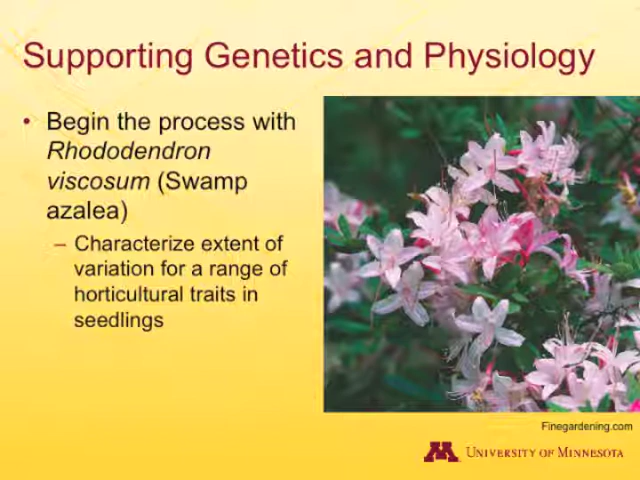 Supporting Genetics and Physiology
• Begin the process with
Rhododendron
viscosum (Swamp
azalea)
– Characterize extent of
variation for a range of
horticultural traits in
seedlings
Finegardening.com
M UNIVERSITY OF MINNESOTA